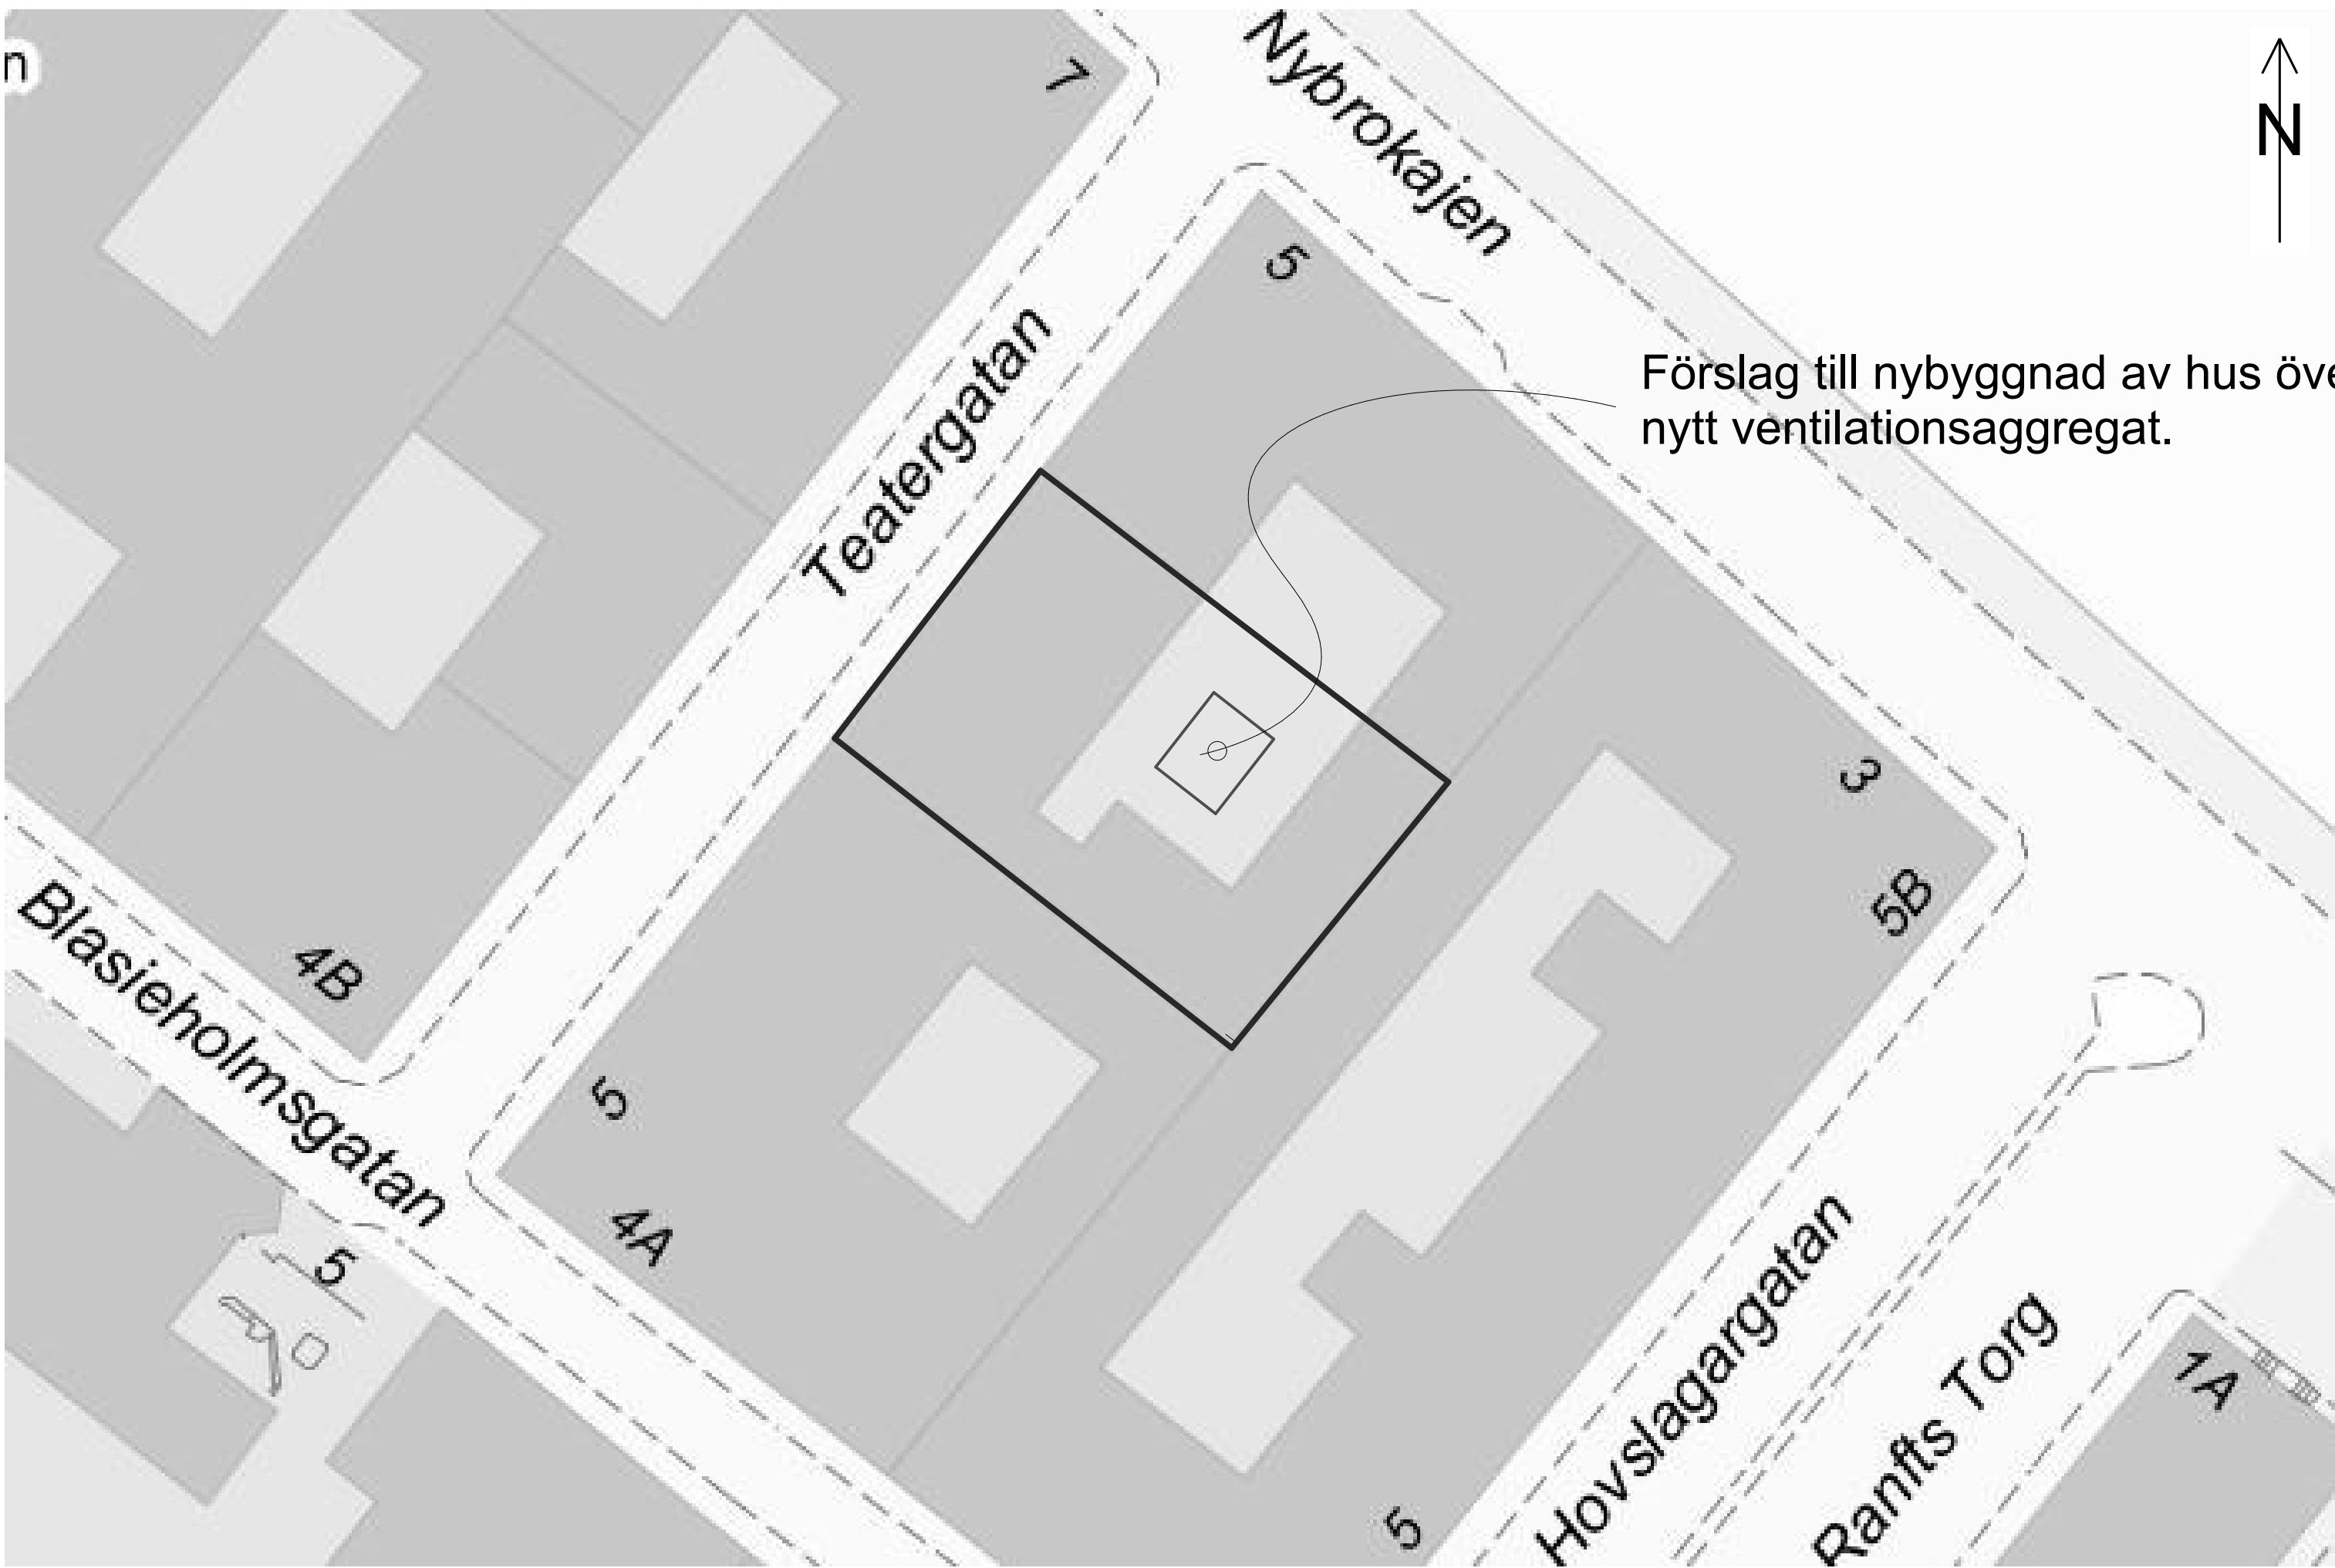 n
7
Nybrokajen
N
5
Förslag till nybyggnad av hus öve
nytt ventilationsaggregat.
Teatergatan
3
5B
4B
Blasieholmsgatan
5
4A
5
Hovslagargatan
Ranfts Torg
1A
5